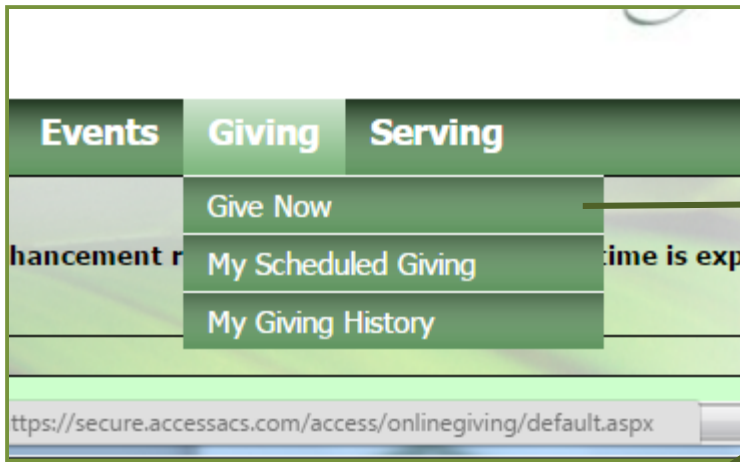 Events Giving Serving
Give Now
hancement r ime is exp
My Scheduled Giving
My Giving History
ttps://secure.accessacs.com/access/onlinegiving/default.aspx